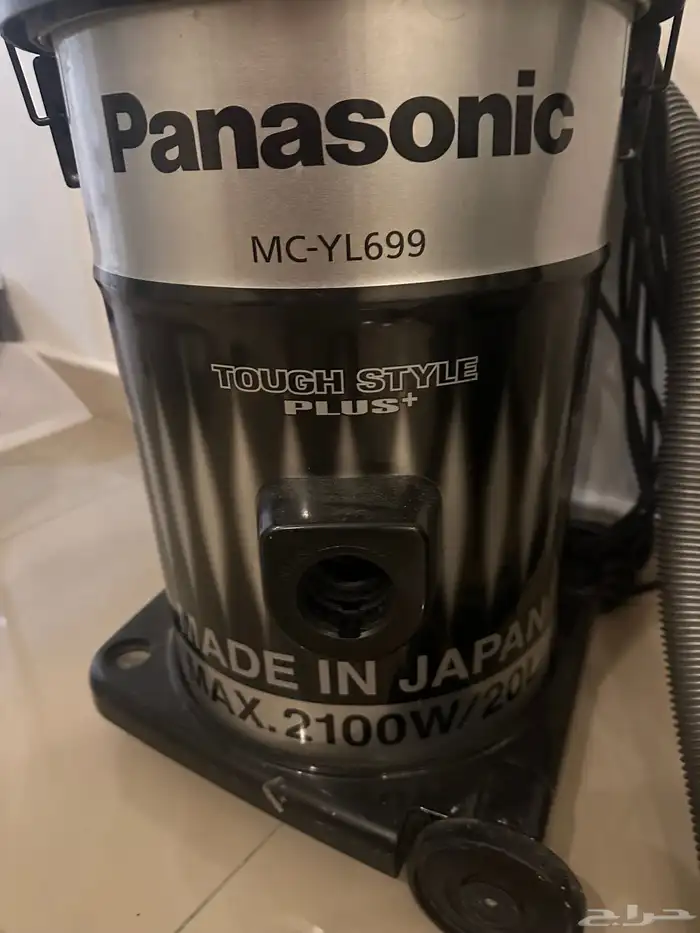 Panasonic
MC-YL699
TOUGH STYLE
PLUS+
MADE IN JAPAN
MAX.2100W/20L
حراج